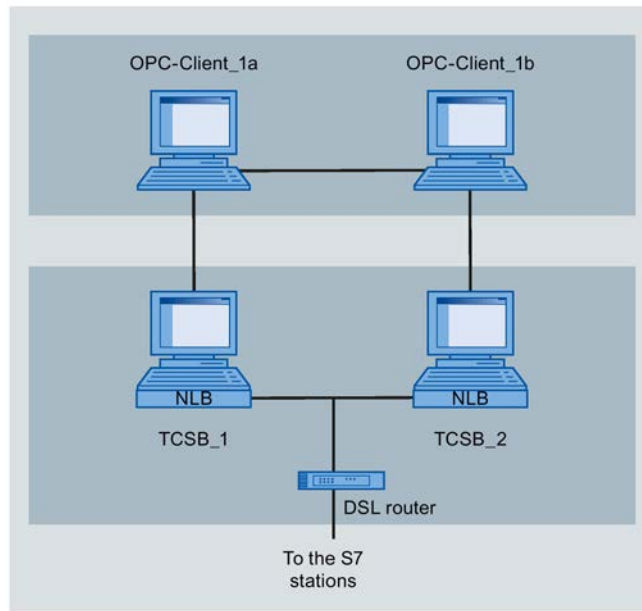 OPC-Client_1a
OPC-Client_1b
NLB
NLB
TCSB_1
TCSB_2
DSL router
To the S7
stations